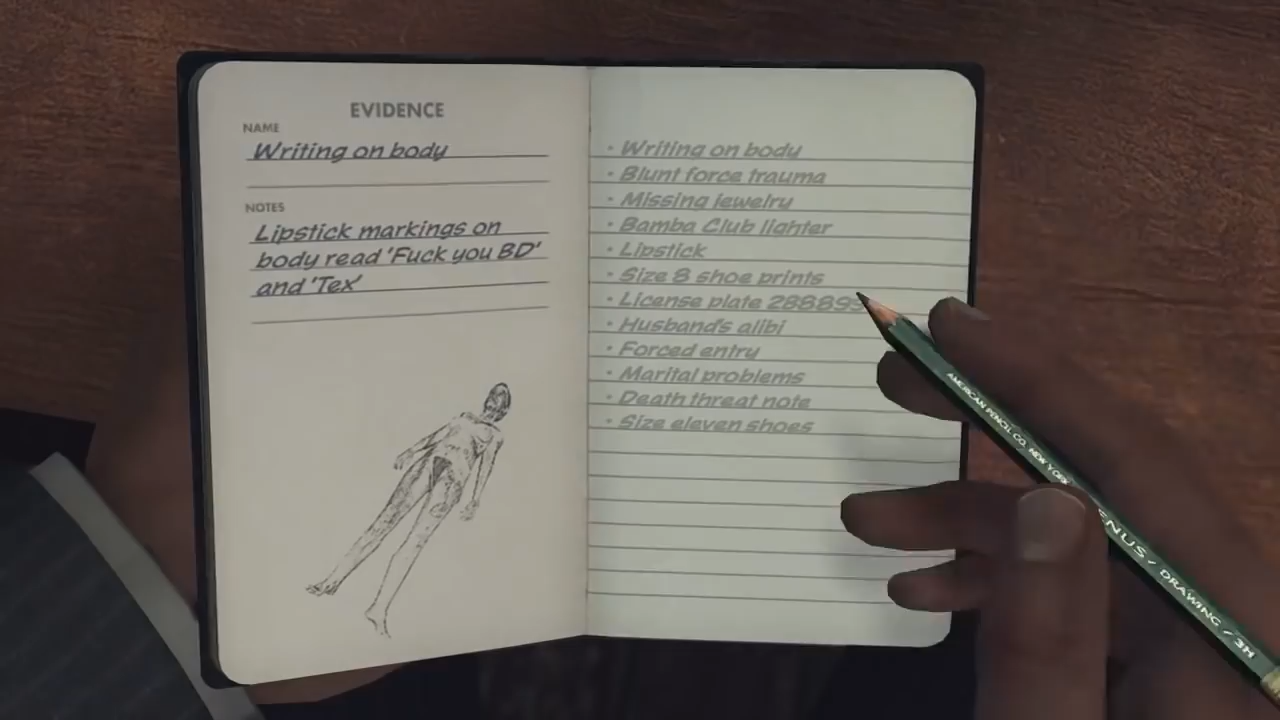 EVIDENCE
NAME
Writing on body
NOTES
Lipstick markings on
body read 'Fuck you BD'
and 'Tex'
• Writing on body
• Blunt force trauma
• Missing jewelry
• Bamba Club lighter
• Lipstick
• Size 8 shoe prints
• License plate 2B8899
• Husband's alibi
• Forced entry
• Marital problems
• Death threat note
• Size eleven shoes
AMERICAN PENCIL CO. NEW YORK
ENUS / DRAWING / 3H